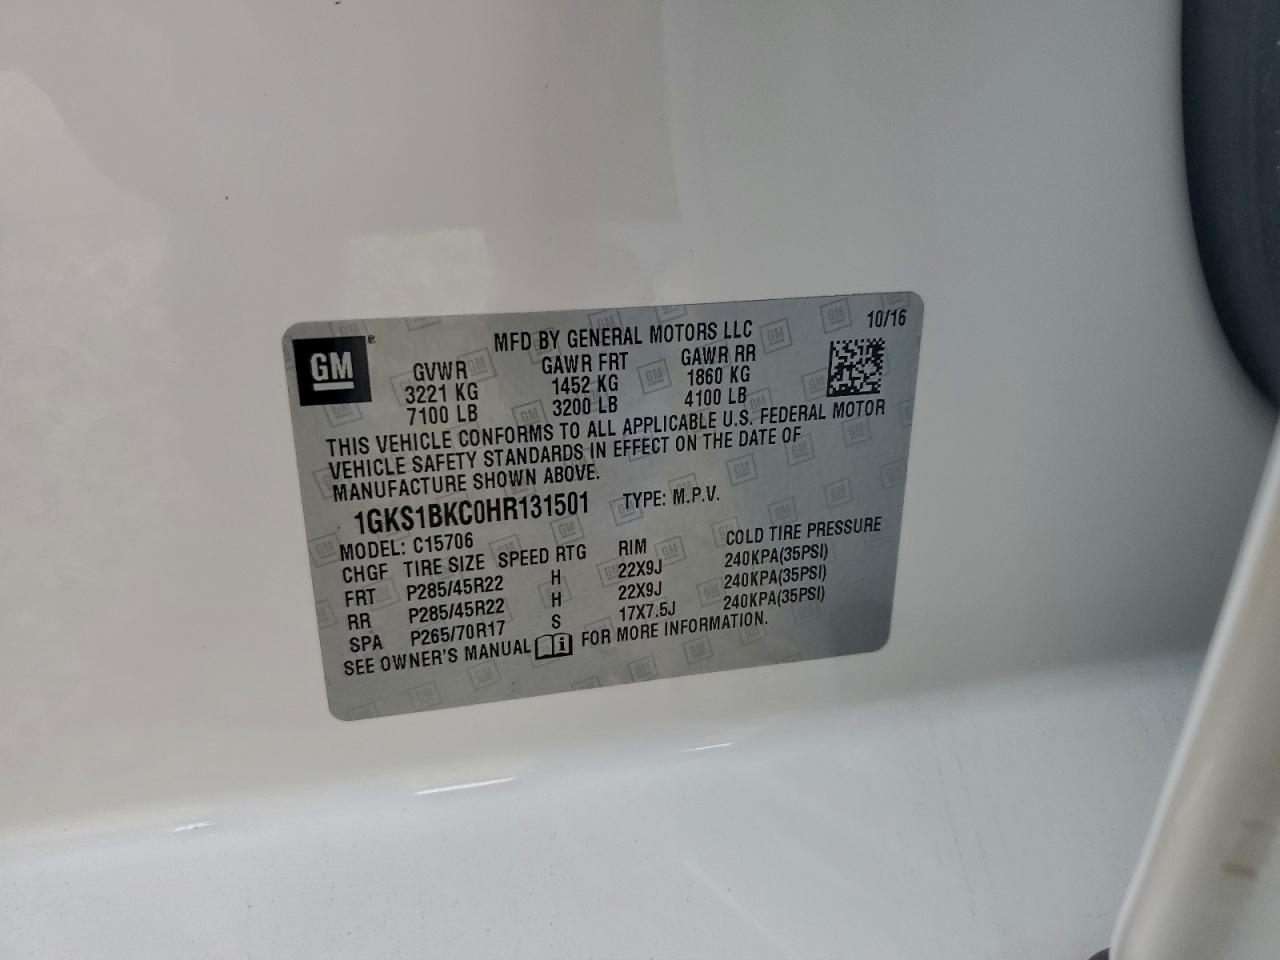 10/16
MFD BY GENERAL MOTORS LLC
GM®
GVWR GAWR FRT GAWR RR
3221 KG 1452 KG 1860 KG
7100 LB 3200 LB 4100 LB
THIS VEHICLE CONFORMS TO ALL APPLICABLE U.S. FEDERAL MOTOR
VEHICLE SAFETY STANDARDS IN EFFECT ON THE DATE OF
MANUFACTURE SHOWN ABOVE.
1GKS1BKC0HR131501 TYPE: M.P.V.
MODEL: C15706
CHGF TIRE SIZE SPEED RTG RIM COLD TIRE PRESSURE
FRT P285/45R22 H 22X9J 240KPA(35PSI)
RR P285/45R22 H 22X9J 240KPA(35PSI)
SPA P265/70R17 S 17X7.5J 240KPA(35PSI)
SEE OWNER'S MANUAL FOR MORE INFORMATION.